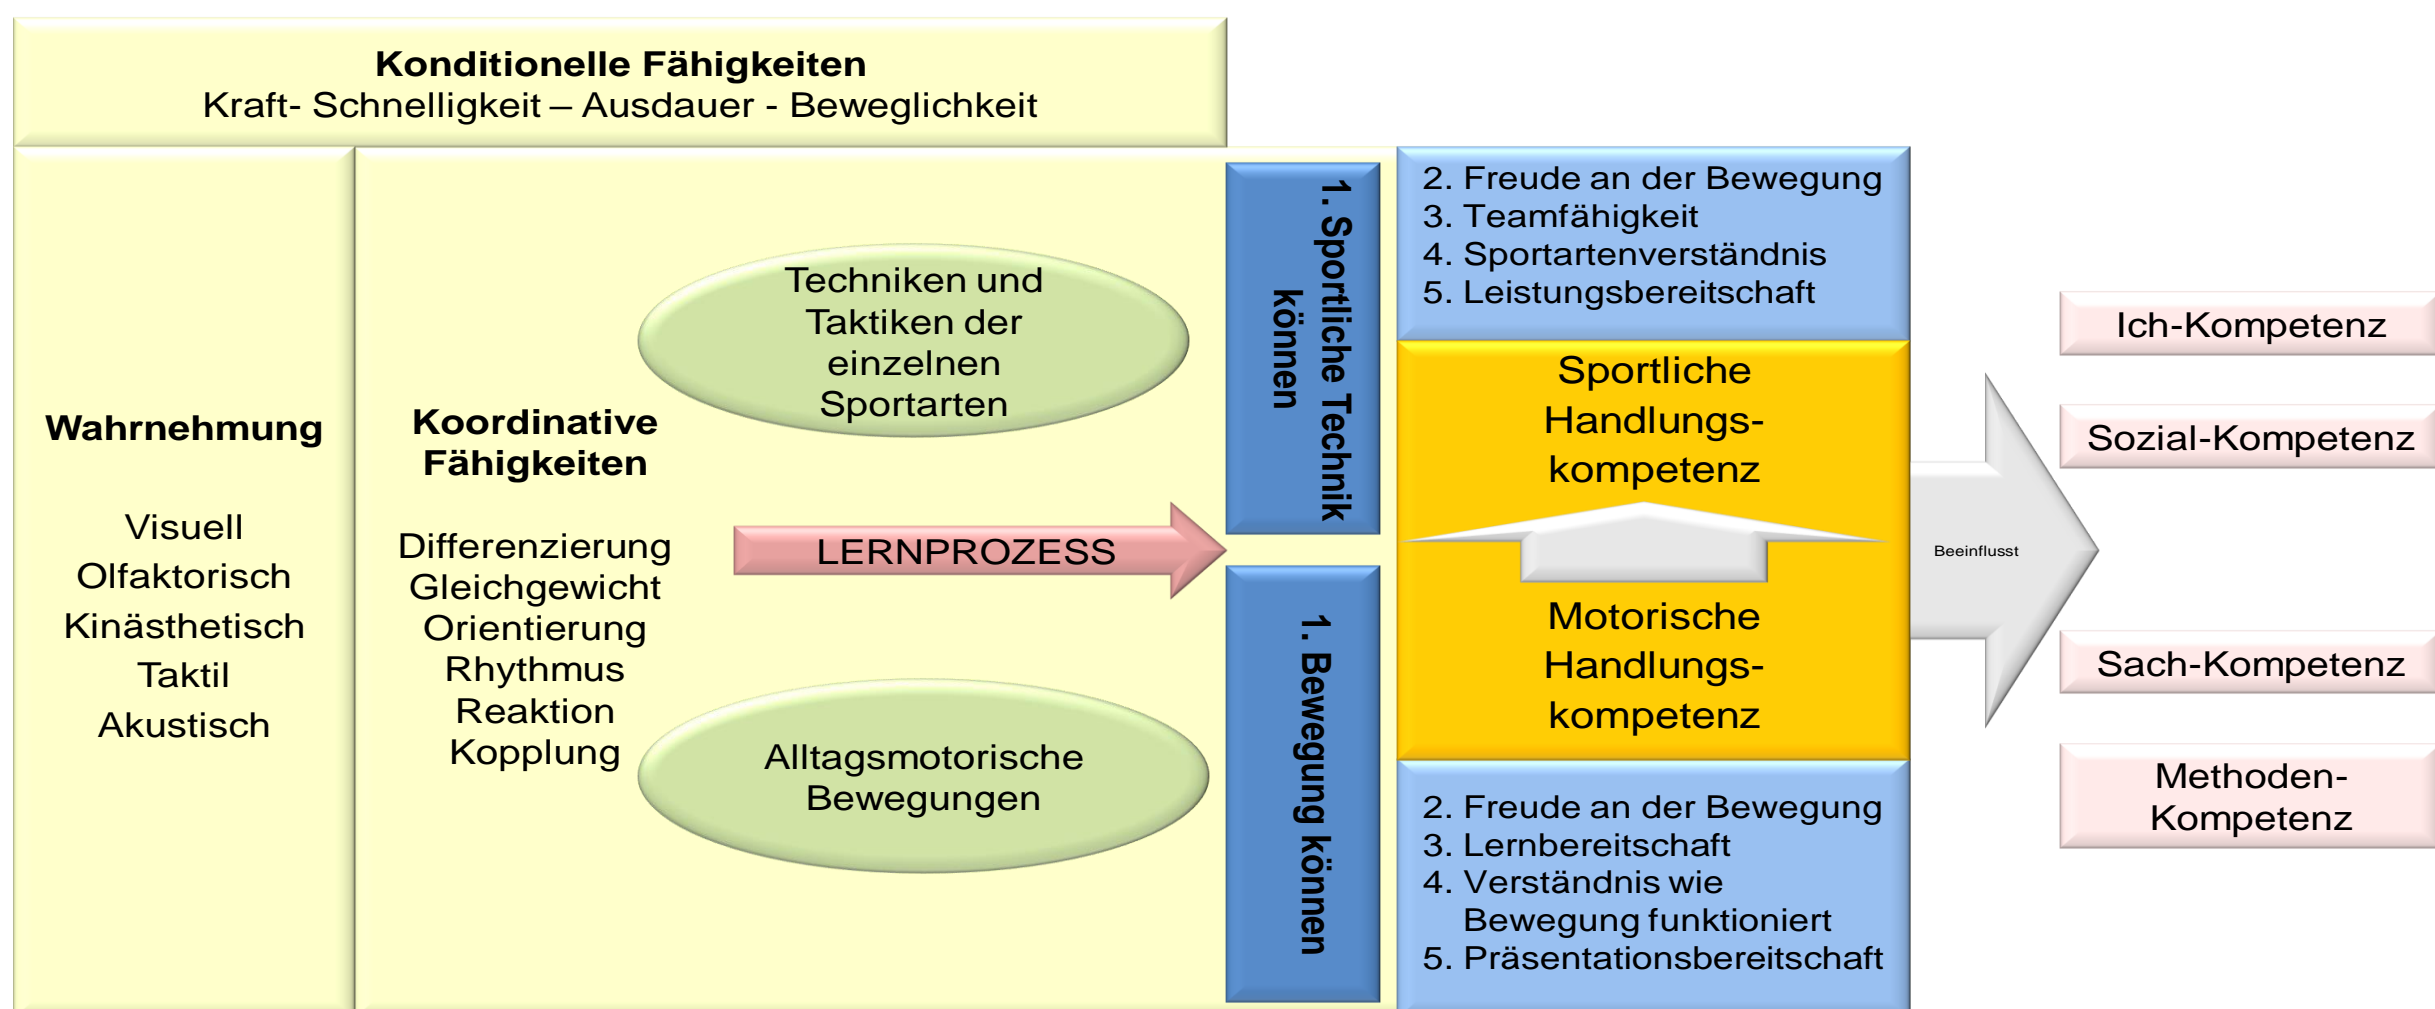 Konditionelle Fähigkeiten
Kraft- Schnelligkeit – Ausdauer - Beweglichkeit
Wahrnehmung
Visuell
Olfaktorisch
Kinästhetisch
Taktil
Akustisch
Koordinative
Fähigkeiten
Differenzierung
Gleichgewicht
Orientierung
Rhythmus
Reaktion
Kopplung
Techniken und
Taktiken der
einzelnen
Sportarten
LERNPROZESS
Alltagsmotorische
Bewegungen
1. Sportliche Technik
können
1. Bewegung können
2. Freude an der Bewegung
3. Teamfähigkeit
4. Sportartenverständnis
5. Leistungsbereitschaft
Sportliche
Handlungs-
kompetenz
Motorische
Handlungs-
kompetenz
2. Freude an der Bewegung
3. Lernbereitschaft
4. Verständnis wie
Bewegung funktioniert
5. Präsentationsbereitschaft
Beeinflusst
Ich-Kompetenz
Sozial-Kompetenz
Sach-Kompetenz
Methoden-
Kompetenz